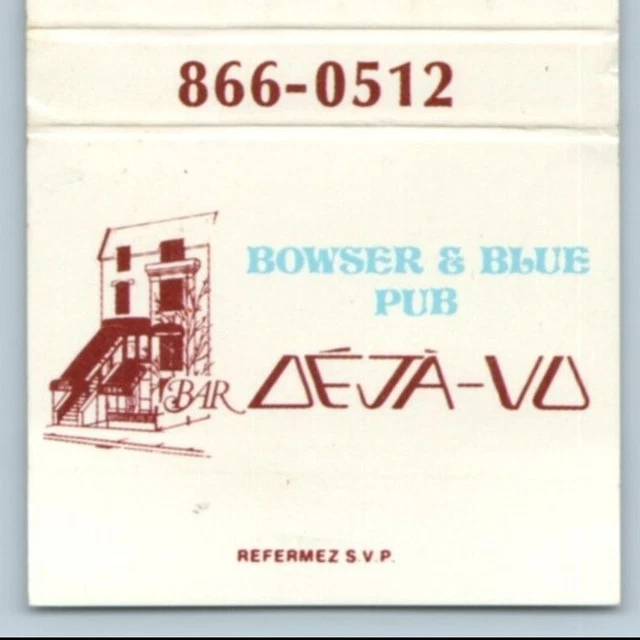 866-0512
BOWSER & BLUE
PUB
BAR DÉJÀ-VU
REFERMEZ S.V.P.